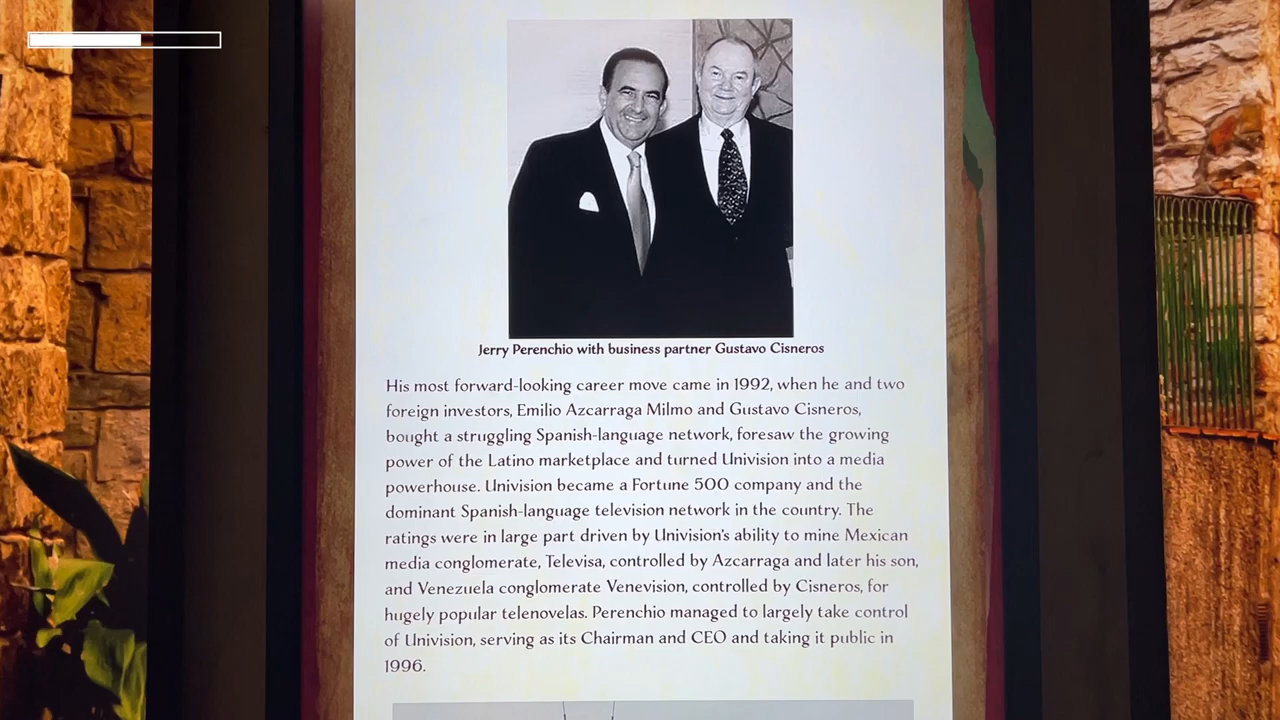 Jerry Perenchio with business partner Gustavo Cisneros
His most forward-looking career move came in 1992, when he and two
foreign investors, Emilio Azcarraga Milmo and Gustavo Cisneros,
bought a struggling Spanish-language network, foresaw the growing
power of the Latino marketplace and turned Univision into a media
powerhouse. Univision became a Fortune 500 company and the
dominant Spanish-language television network in the country. The
ratings were in large part driven by Univision's ability to mine Mexican
media conglomerate, Televisa, controlled by Azcarraga and later his son,
and Venezuela conglomerate Venevision, controlled by Cisneros, for
hugely popular telenovelas. Perenchio managed to largely take control
of Univision, serving as its Chairman and CEO and taking it public in
1996.